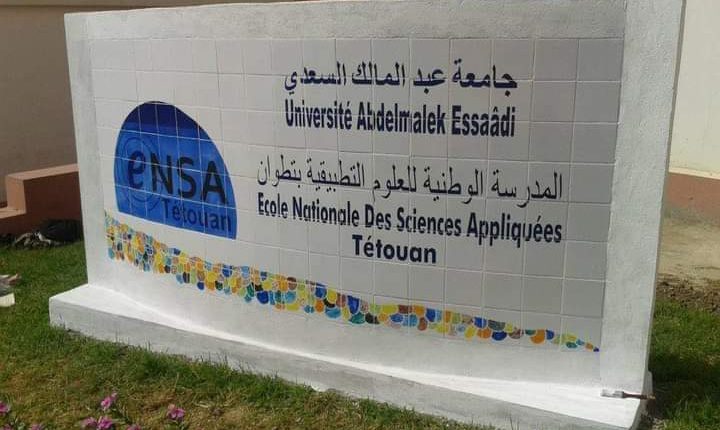 جامعة عبد المالك السعدي
Université Abdelmalek Essaâdi
المدرسة الوطنية للعلوم التطبيقية بتطوان
Ecole Nationale Des Sciences Appliquées
Tétouan
eNSA
Tétouan